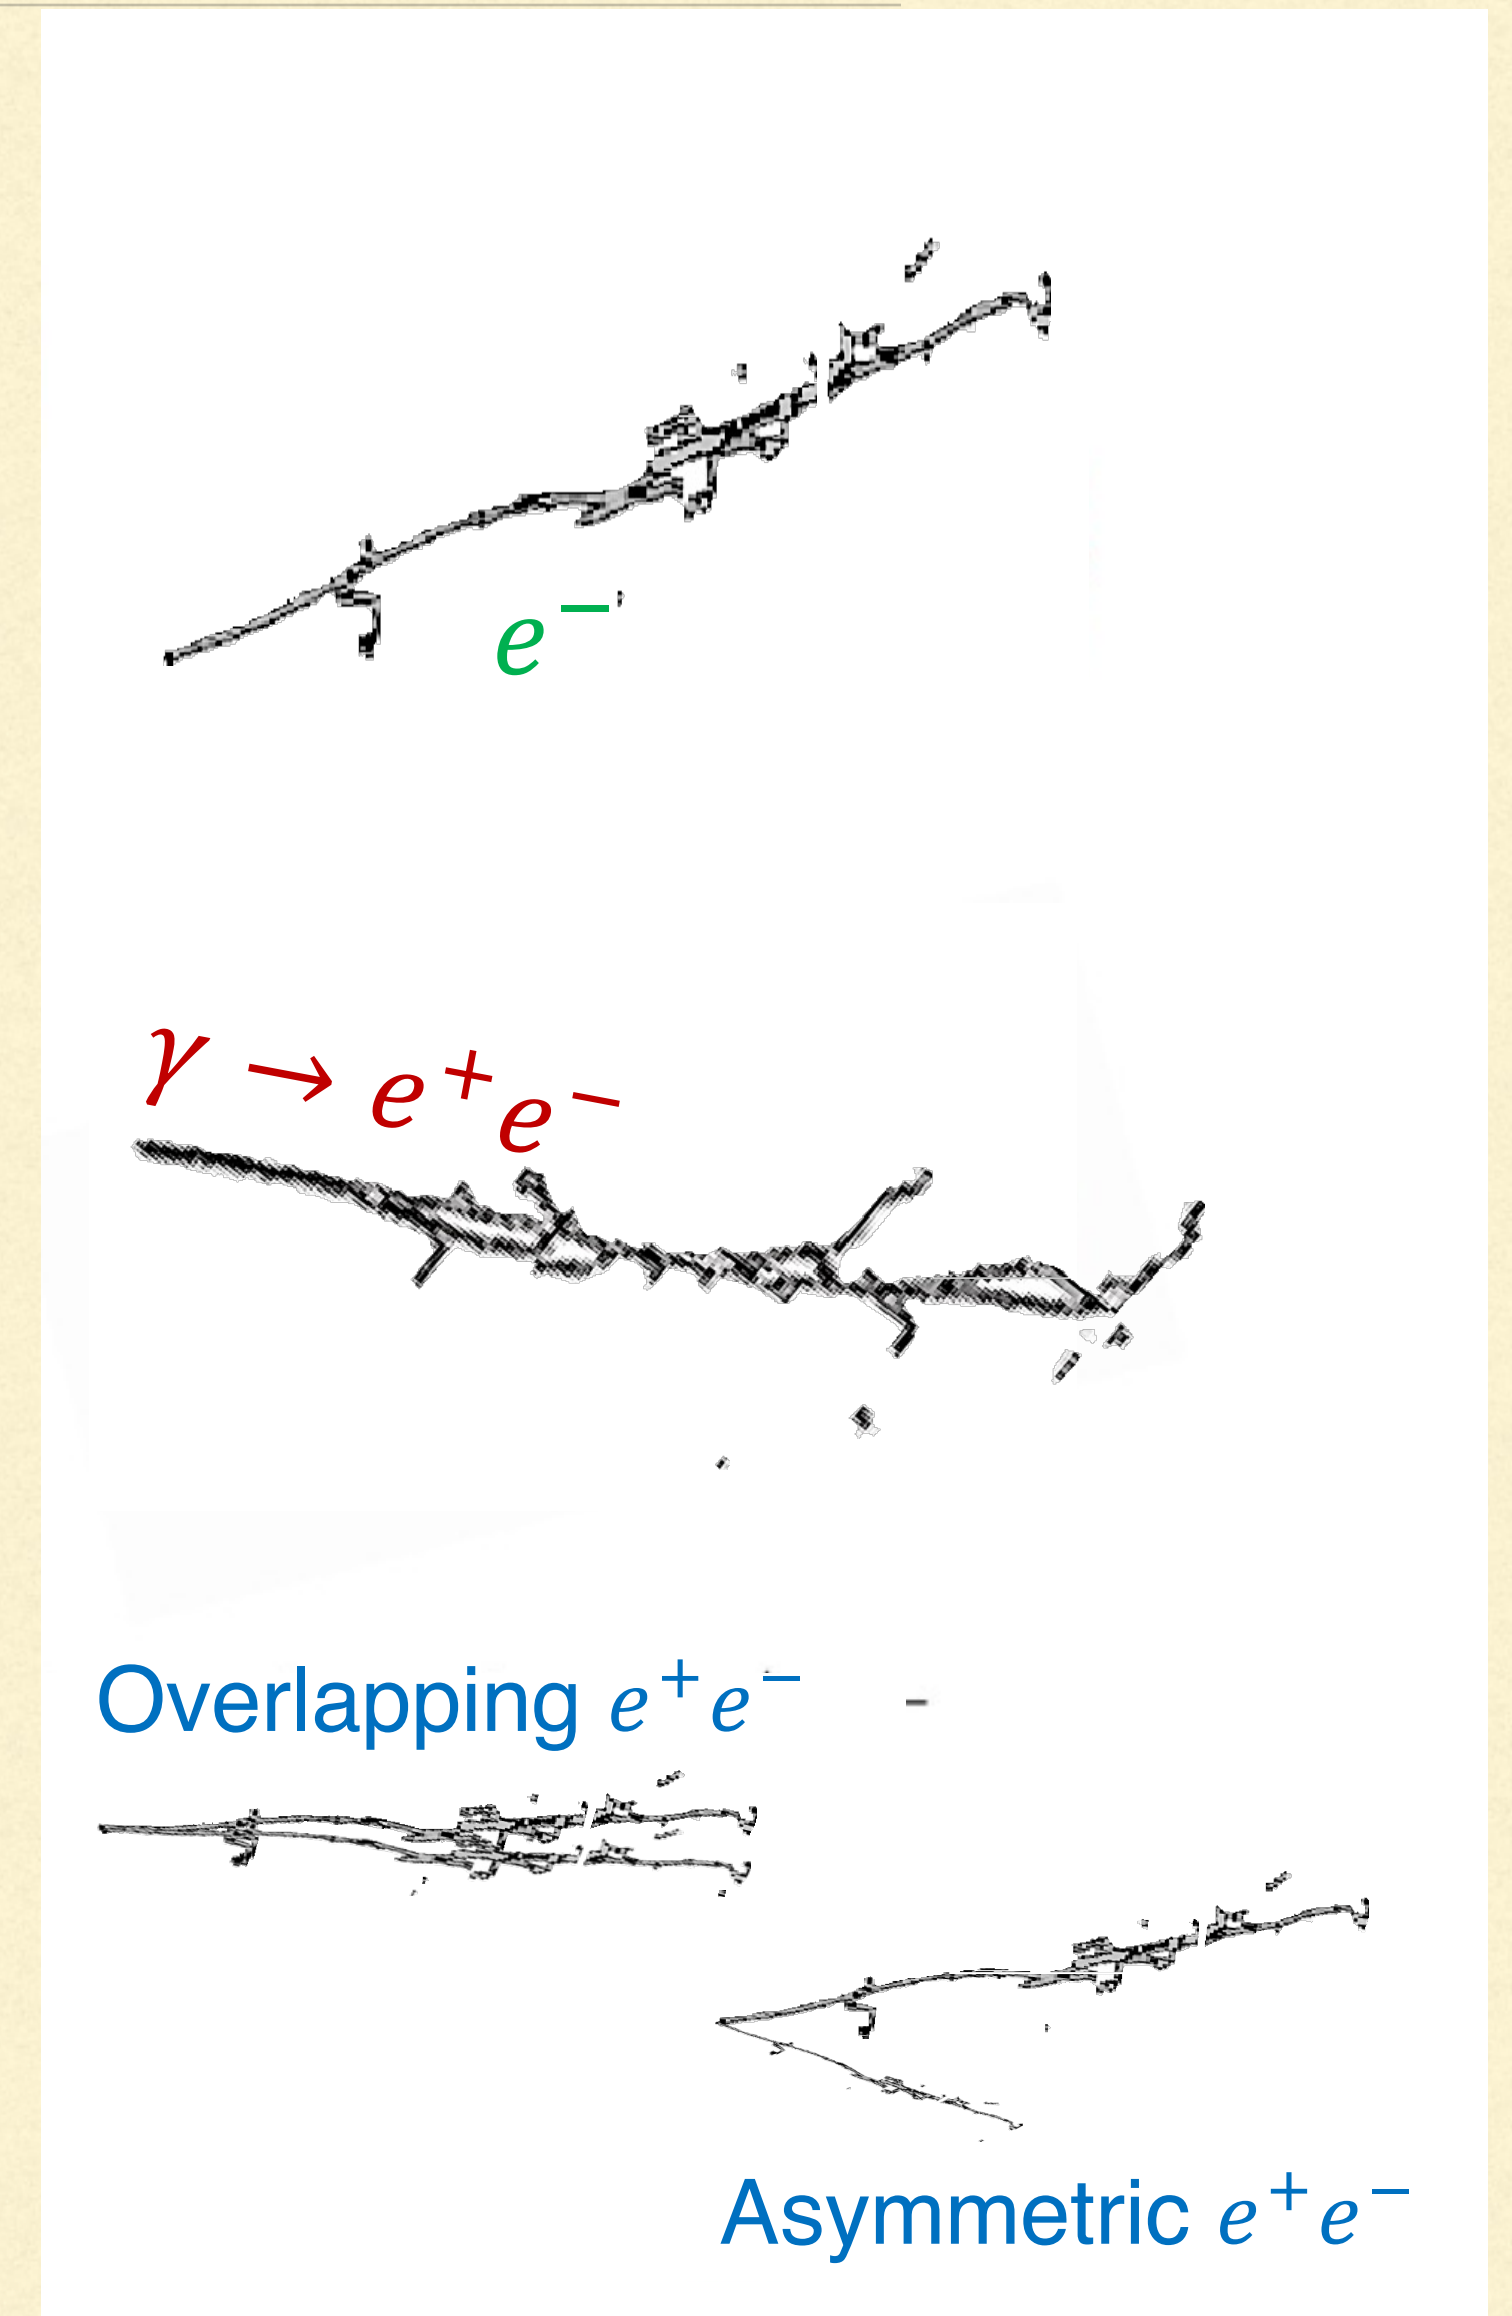 e⁻
γ → e⁺e⁻
Overlapping e⁺e⁻
Asymmetric e⁺e⁻